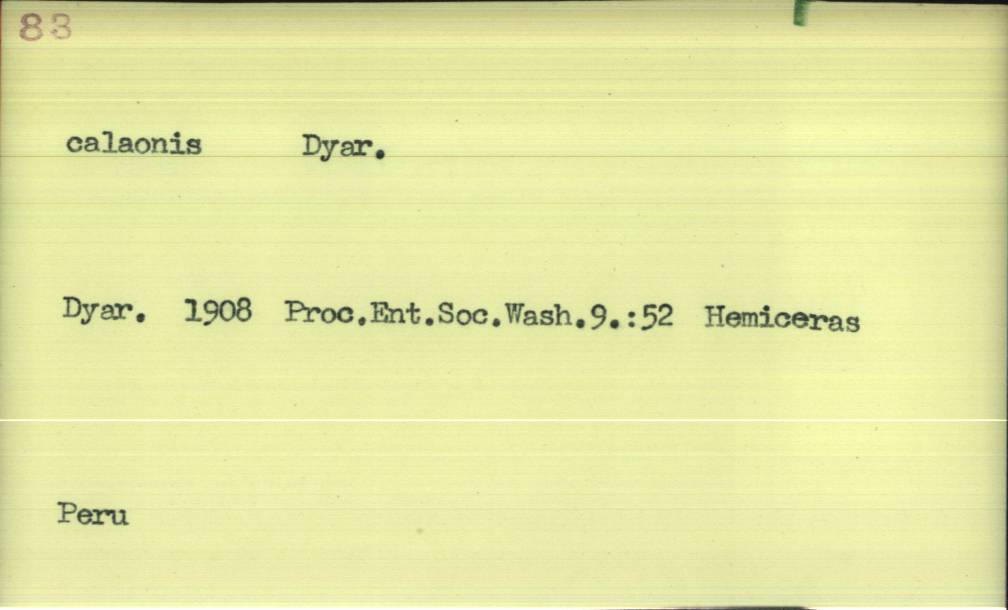 83
calaonis Dyar.
Dyar. 1908 Proc.Ent.Soc.Wash.9.:52 Hemiceras
Peru